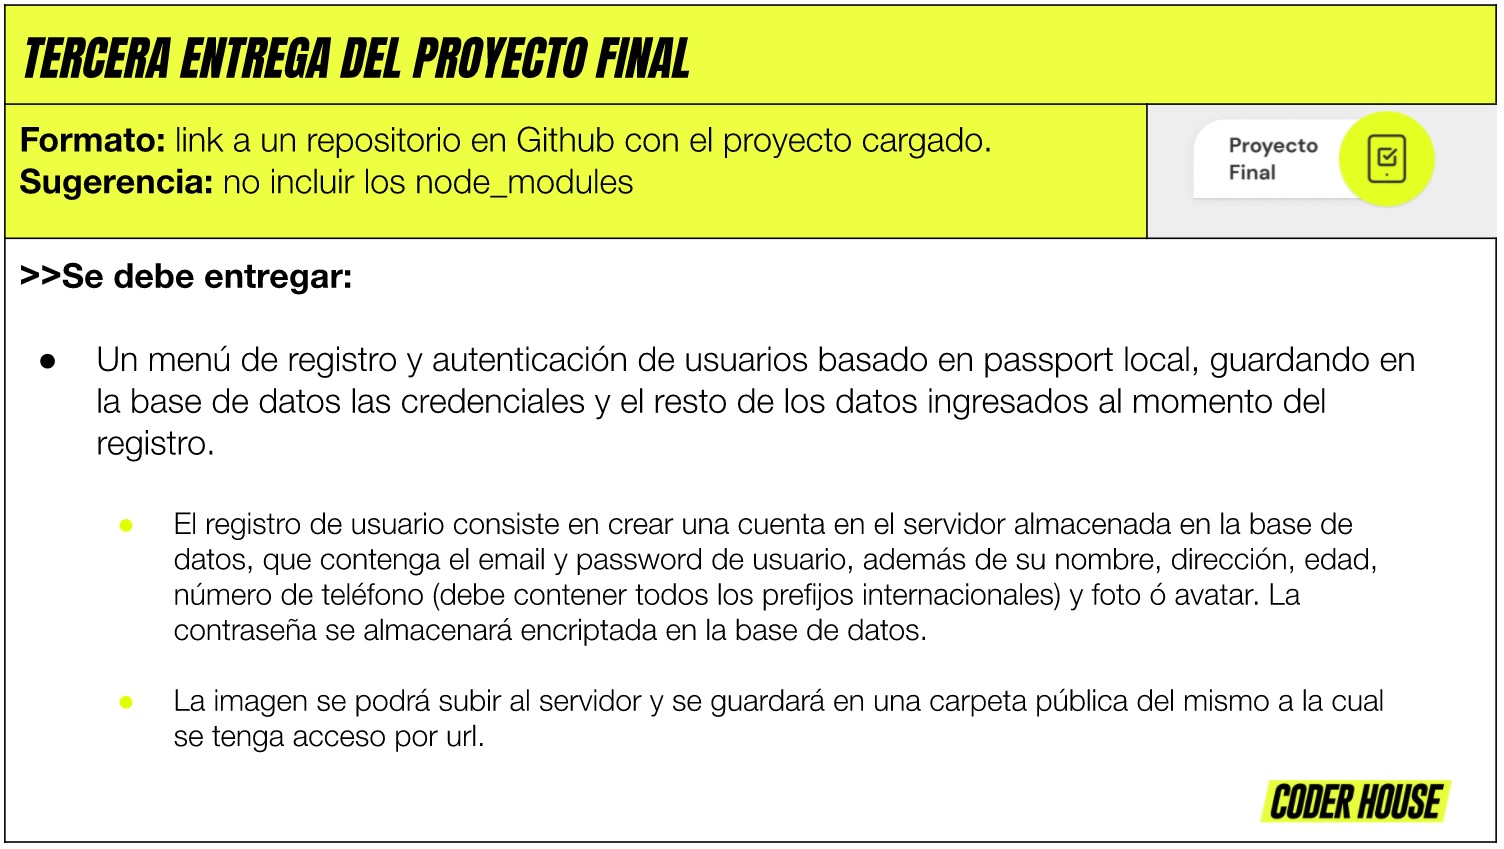 TERCERA ENTREGA DEL PROYECTO FINAL
Formato: link a un repositorio en Github con el proyecto cargado.
Sugerencia: no incluir los node_modules
Proyecto
Final
>>Se debe entregar:
● Un menú de registro y autenticación de usuarios basado en passport local, guardando en
la base de datos las credenciales y el resto de los datos ingresados al momento del
registro.
● El registro de usuario consiste en crear una cuenta en el servidor almacenada en la base de
datos, que contenga el email y password de usuario, además de su nombre, dirección, edad,
número de teléfono (debe contener todos los prefijos internacionales) y foto ó avatar. La
contraseña se almacenará encriptada en la base de datos.
● La imagen se podrá subir al servidor y se guardará en una carpeta pública del mismo a la cual
se tenga acceso por url.
CODER HOUSE